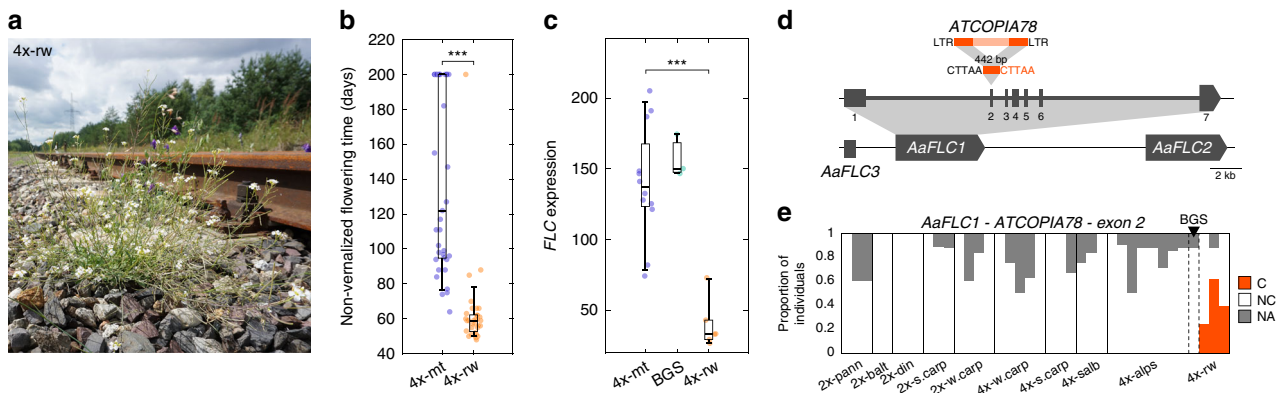 a
4x-rw
b
Non-vernalized flowering time (days)
220
200
180
160
140
120
100
80
60
40
***
4x-mt
4x-rw
c
FLC expression
200
150
100
50
***
4x-mt
BGS
4x-rw
d
ATCOPIA78
LTR
LTR
442 bp
CTTAA
CTTAA
1
2
3
4
5
6
7
AaFLC3
AaFLC1
AaFLC2
2 kb
e
AaFLC1 - ATCOPIA78 - exon 2
BGS
Proportion of
individuals
1
0.8
0.6
0.4
0.2
0
C
NC
NA
2x-pann
2x-balt
2x-din
2x-s.carp
2x-w.carp
4x-w.carp
4x-s.carp
4x-salb
4x-alps
4x-rw